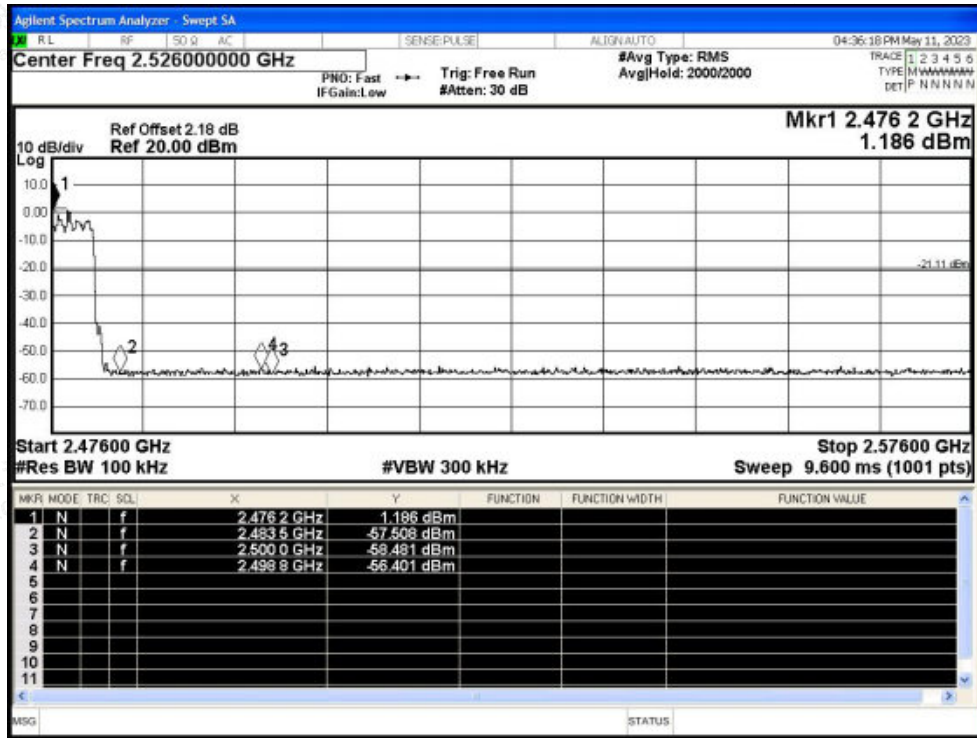 Agilent Spectrum Analyzer - Swept SA
RL RF 50 Ω AC SENSE:PULSE ALIGNAUTO 04:36:18 PM May 11, 2023
Center Freq 2.526000000 GHz #Avg Type: RMS TRACE 1 2 3 4 5 6
PNO: Fast Trig: Free Run Avg|Hold: 2000/2000 TYPE M WWWWW
IFGain:Low #Atten: 30 dB DET P N N N N N
Mkr1 2.476 2 GHz
1.186 dBm
Ref Offset 2.18 dB
10 dB/div Ref 20.00 dBm
Log
10.0
1
0.00
-10.0
-20.0
-21.11 dBm
-30.0
-40.0
-50.0
2 4 3
-60.0
-70.0
Start 2.47600 GHz Stop 2.57600 GHz
#Res BW 100 kHz #VBW 300 kHz Sweep 9.600 ms (1001 pts)
MKR MODE TRC SCL X Y FUNCTION FUNCTION WIDTH FUNCTION VALUE
1 N f 2.476 2 GHz 1.186 dBm
2 N f 2.483 5 GHz -57.508 dBm
3 N f 2.500 0 GHz -58.481 dBm
4 N f 2.498 8 GHz -56.401 dBm
5
6
7
8
9
10
11
MSG STATUS